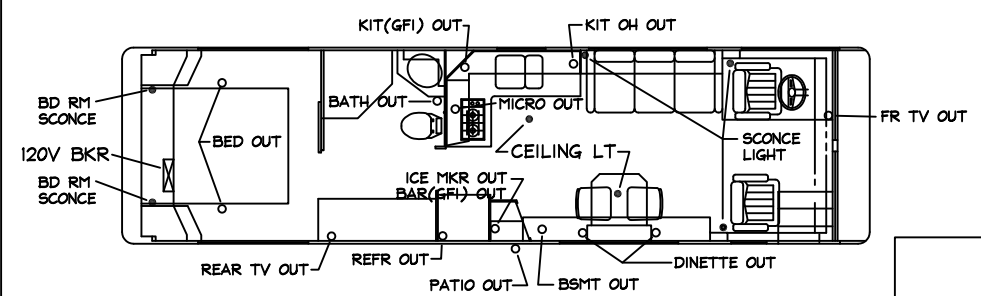 KIT(GFI) OUT
KIT OH OUT
BD RM
SCONCE
BATH OUT
MICRO OUT
FR TV OUT
BED OUT
SCONCE
LIGHT
120V BKR
CEILING LT
BD RM
SCONCE
ICE MKR OUT
BAR(GFI) OUT
REAR TV OUT
REFR OUT
PATIO OUT
BSMT OUT
DINETTE OUT